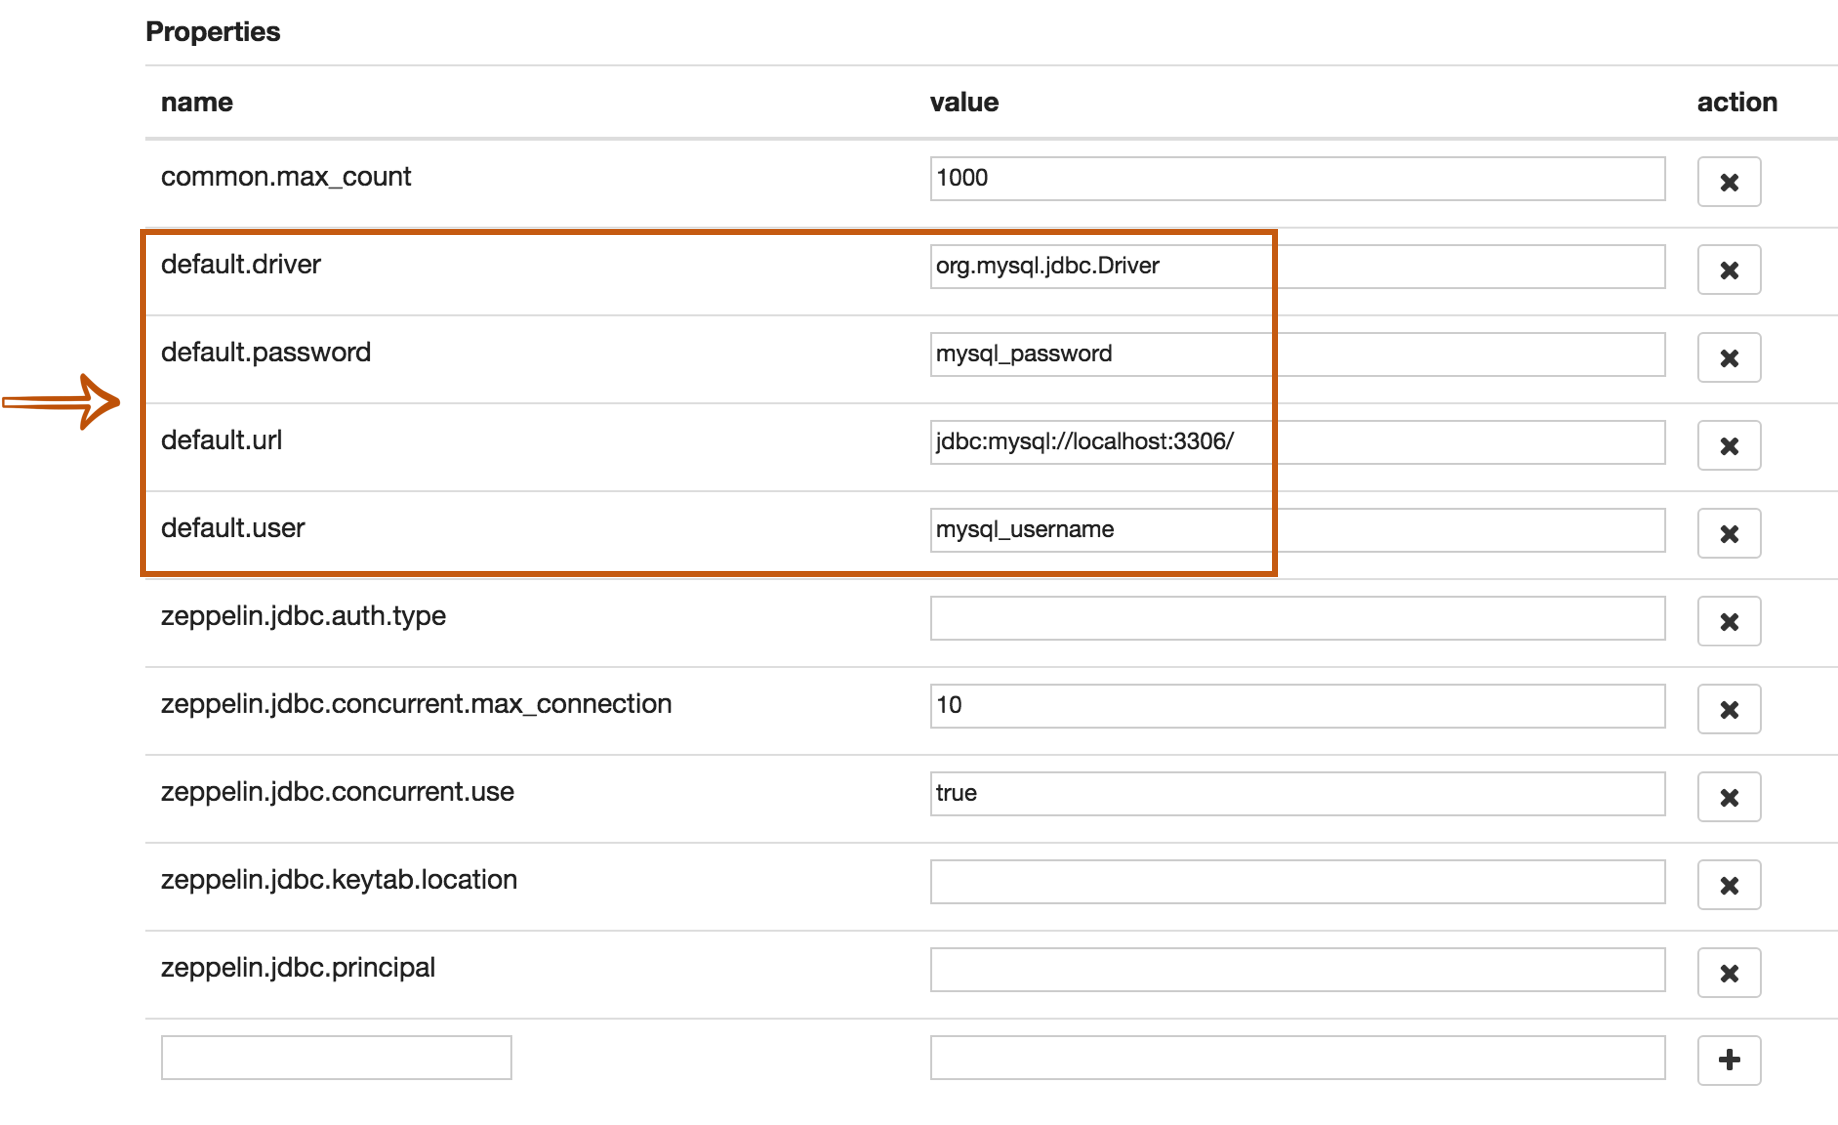 Properties
name value action
common.max_count 1000
default.driver org.mysql.jdbc.Driver
default.password mysql_password
default.url jdbc:mysql://localhost:3306/
default.user mysql_username
zeppelin.jdbc.auth.type
zeppelin.jdbc.concurrent.max_connection 10
zeppelin.jdbc.concurrent.use true
zeppelin.jdbc.keytab.location
zeppelin.jdbc.principal